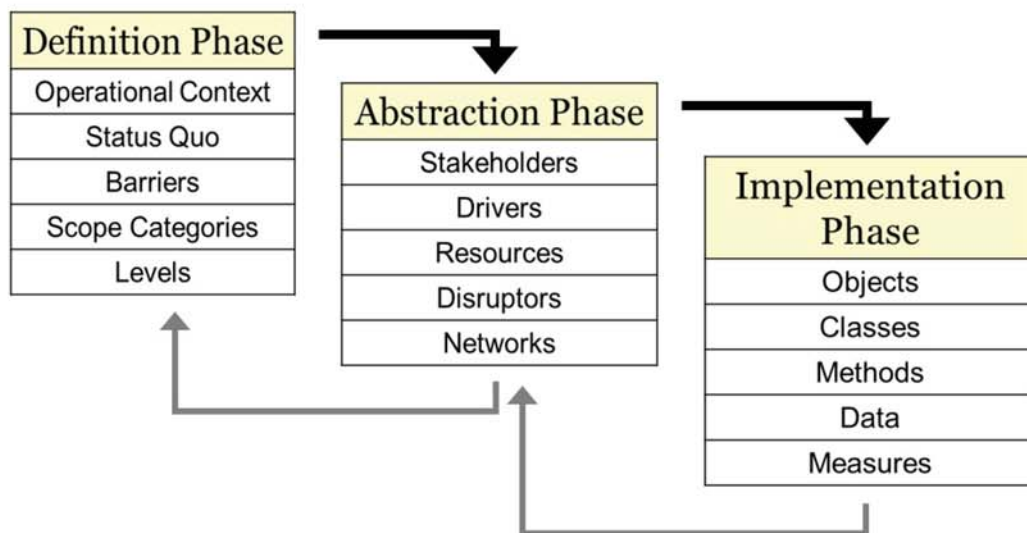 Definition Phase
Operational Context
Status Quo
Barriers
Scope Categories
Levels
Abstraction Phase
Stakeholders
Drivers
Resources
Disruptors
Networks
Implementation
Phase
Objects
Classes
Methods
Data
Measures